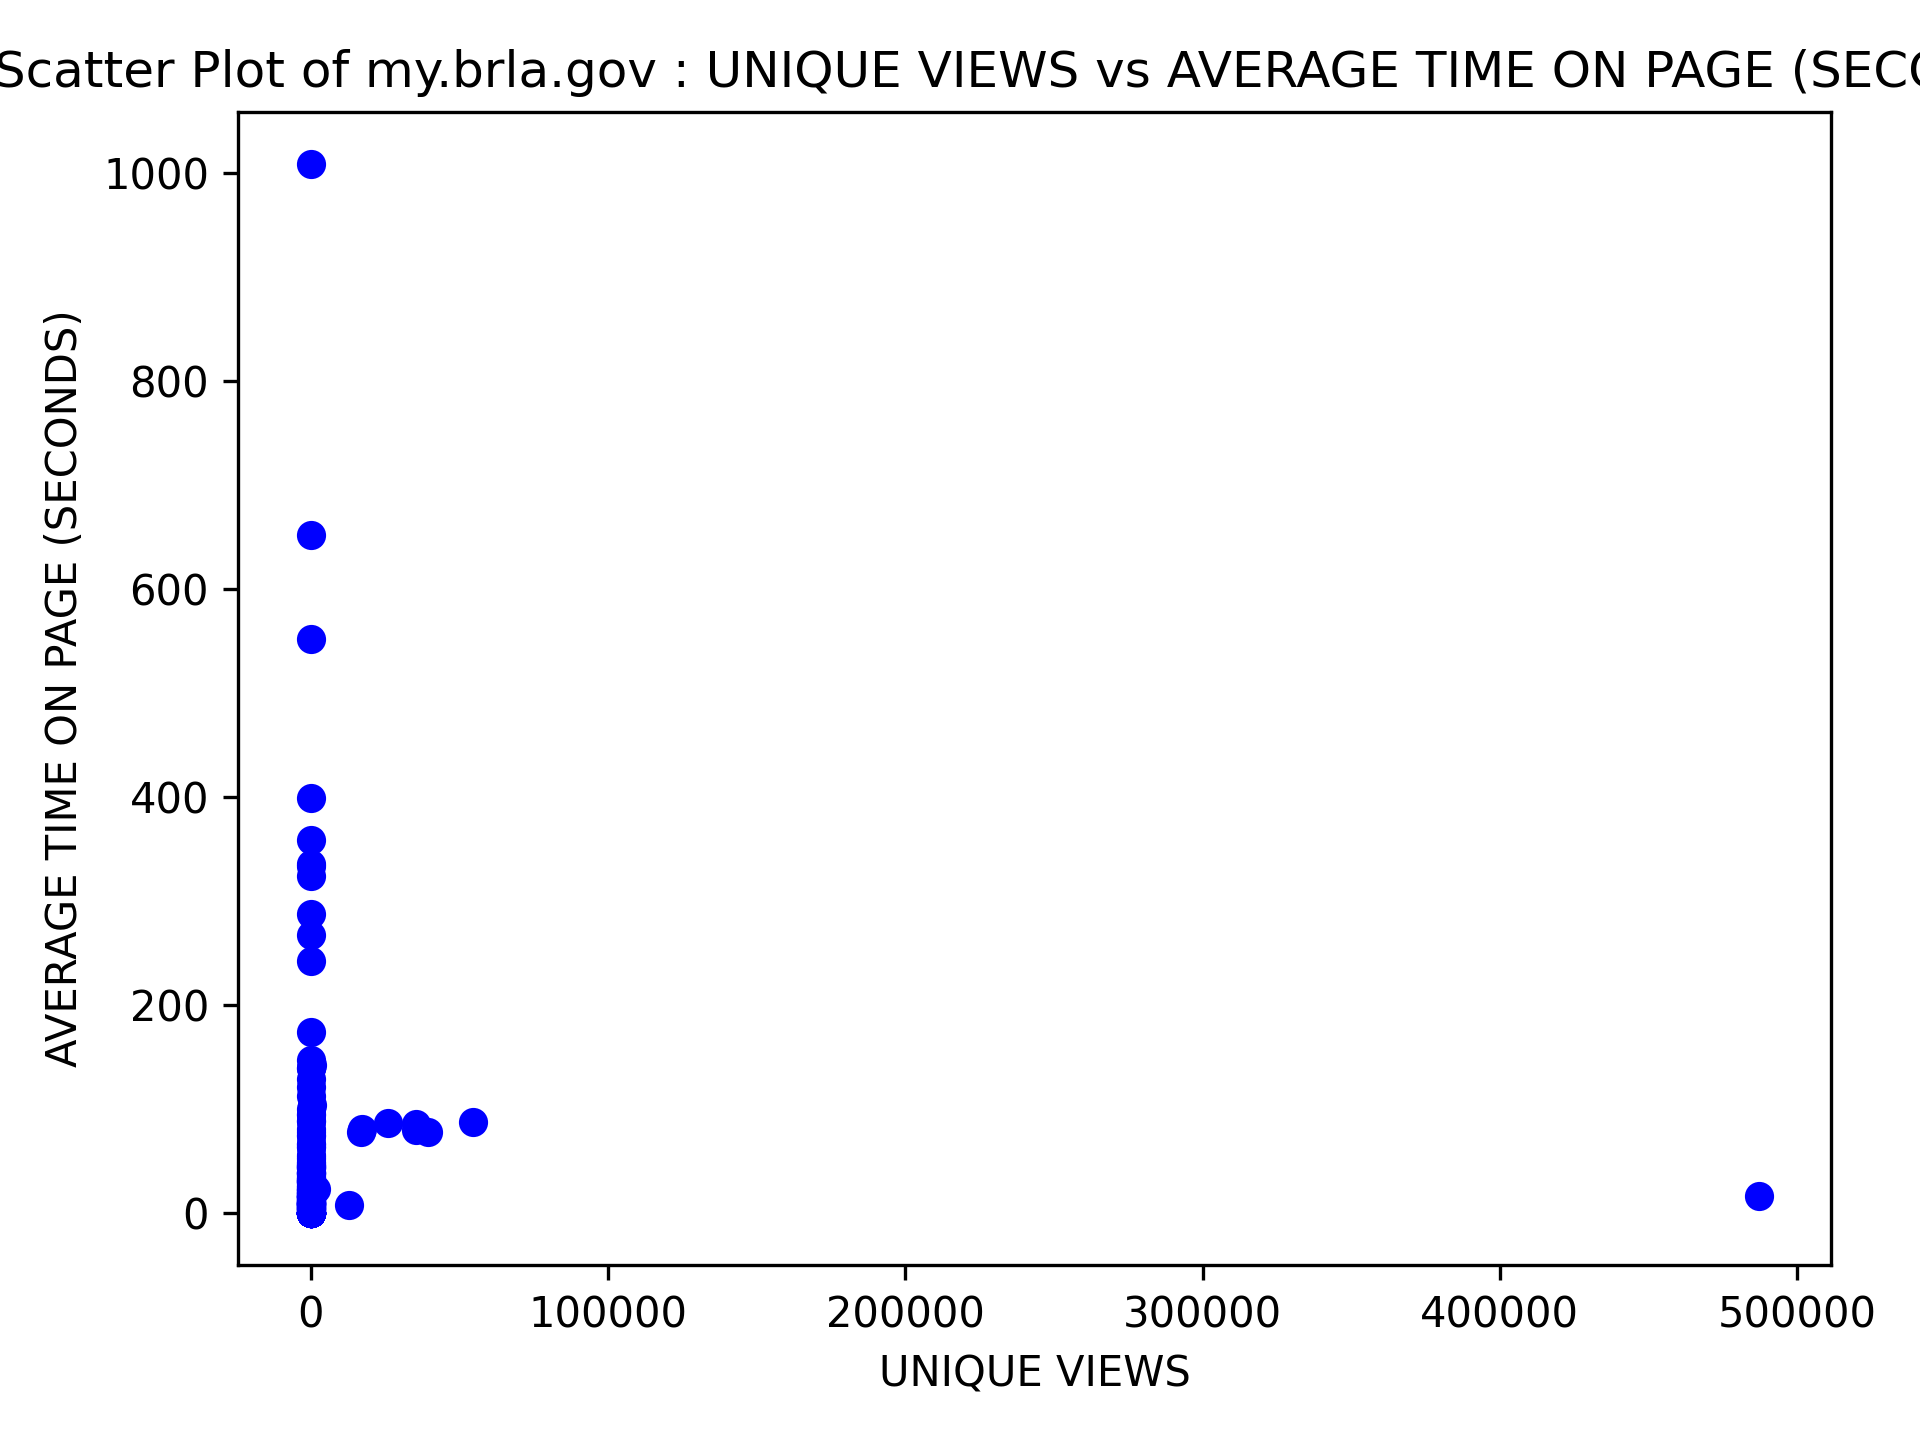 Scatter Plot of my.brla.gov : UNIQUE VIEWS vs AVERAGE TIME ON PAGE (SECO
1000
800
600
400
200
0
AVERAGE TIME ON PAGE (SECONDS)
0 100000 200000 300000 400000 500000
UNIQUE VIEWS